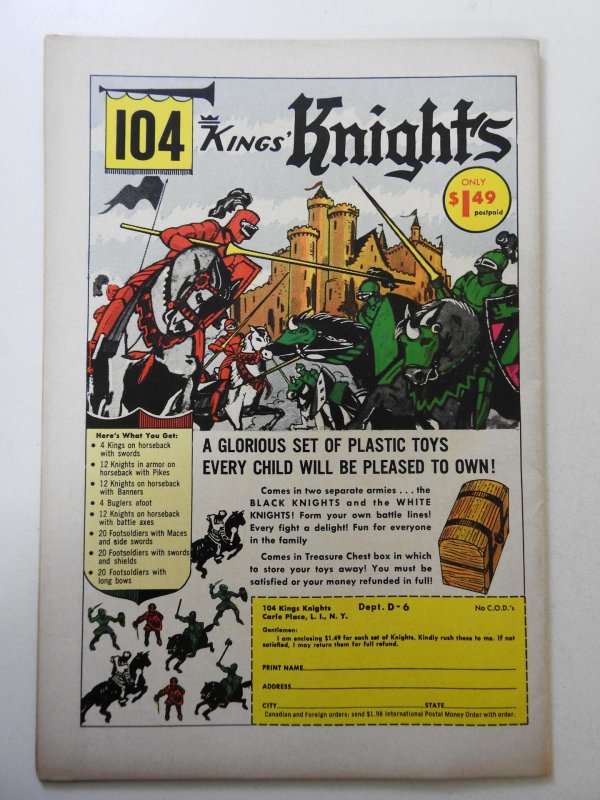 104
KINGS' Knights
ONLY
$1.49
postpaid
Here's What You Get:
• 4 Kings on horseback
with swords
• 12 Knights in armor on
horseback with Pikes
• 12 Knights on horseback
with Banners
• 4 Buglers afoot
• 12 Knights on horseback
with battle axes
• 20 Footsoldiers with Maces
and side swords
• 20 Footsoldiers with swords
and shields
• 20 Footsoldiers with
long bows
A GLORIOUS SET OF PLASTIC TOYS
EVERY CHILD WILL BE PLEASED TO OWN!
Comes in two separate armies . . . the
BLACK KNIGHTS and the WHITE
KNIGHTS! Form your own battle lines!
Every fight a delight! Fun for everyone
in the family
Comes in Treasure Chest box in which
to store your toys away! You must be
satisfied or your money refunded in full!
104 Kings Knights Dept. D-6 No C.O.D.'s
Carle Place, L. I., N. Y.
Gentlemen:
I am enclosing $1.49 for each set of Knights. Kindly rush these to me. If not
satisfied, I may return them for full refund.
PRINT NAME
ADDRESS
CITY STATE
Canadian and Foreign orders: send $1.98 International Postal Money Order with order.